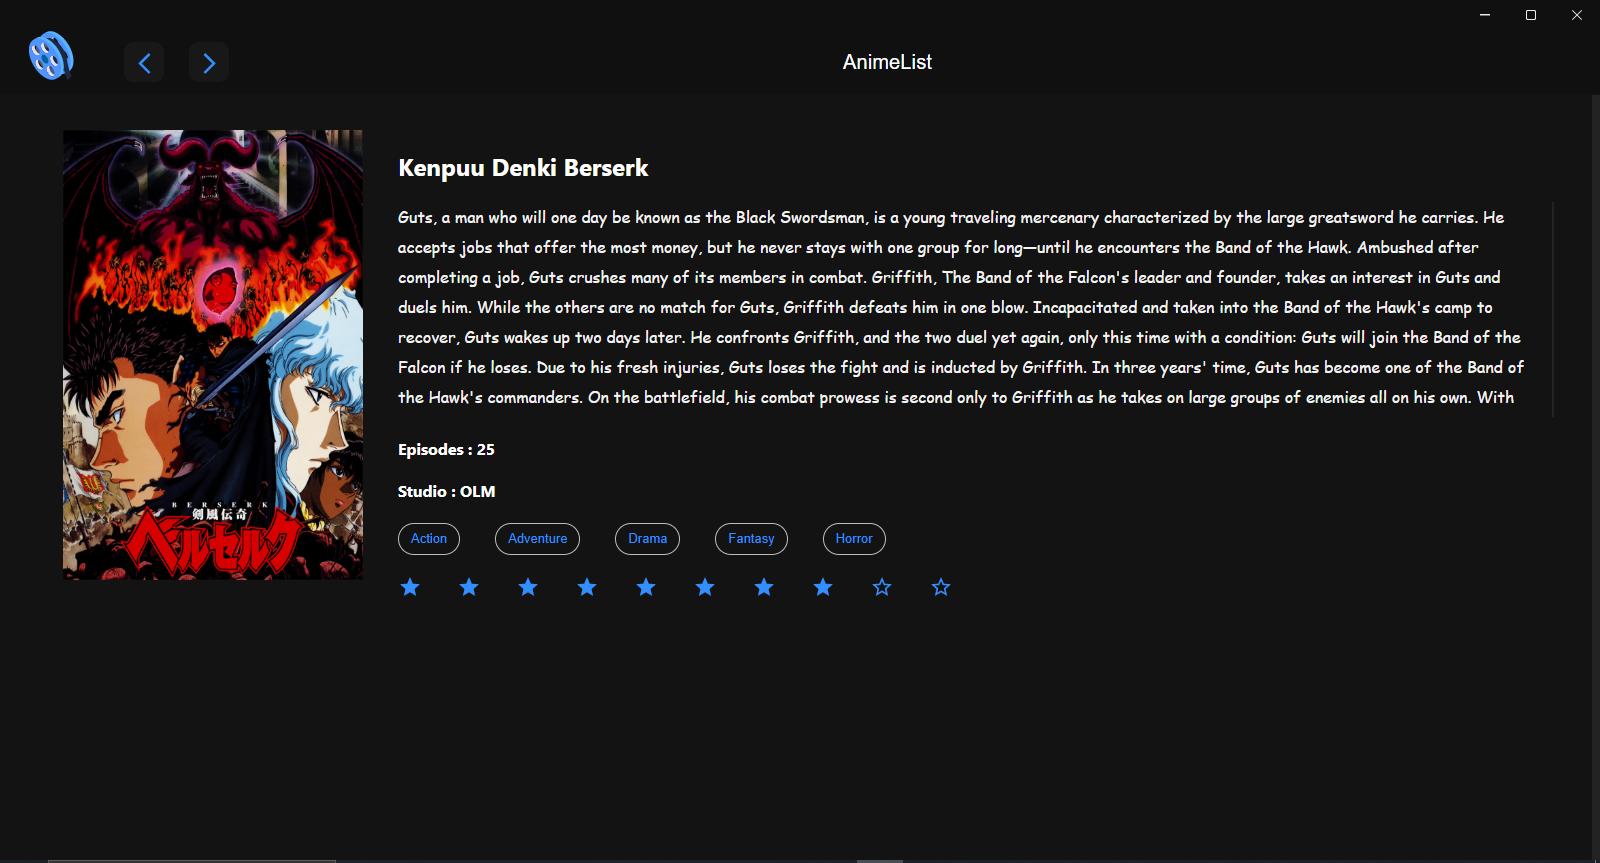 AnimeList
Kenpuu Denki Berserk
Guts, a man who will one day be known as the Black Swordsman, is a young traveling mercenary characterized by the large greatsword he carries. He
accepts jobs that offer the most money, but he never stays with one group for long—until he encounters the Band of the Hawk. Ambushed after
completing a job, Guts crushes many of its members in combat. Griffith, The Band of the Falcon's leader and founder, takes an interest in Guts and
duels him. While the others are no match for Guts, Griffith defeats him in one blow. Incapacitated and taken into the Band of the Hawk's camp to
recover, Guts wakes up two days later. He confronts Griffith, and the two duel yet again, only this time with a condition: Guts will join the Band of the
Falcon if he loses. Due to his fresh injuries, Guts loses the fight and is inducted by Griffith. In three years' time, Guts has become one of the Band of
the Hawk's commanders. On the battlefield, his combat prowess is second only to Griffith as he takes on large groups of enemies all on his own. With
Episodes : 25
Studio : OLM
Action
Adventure
Drama
Fantasy
Horror
BERSERK
剣風伝奇
ベルセルク